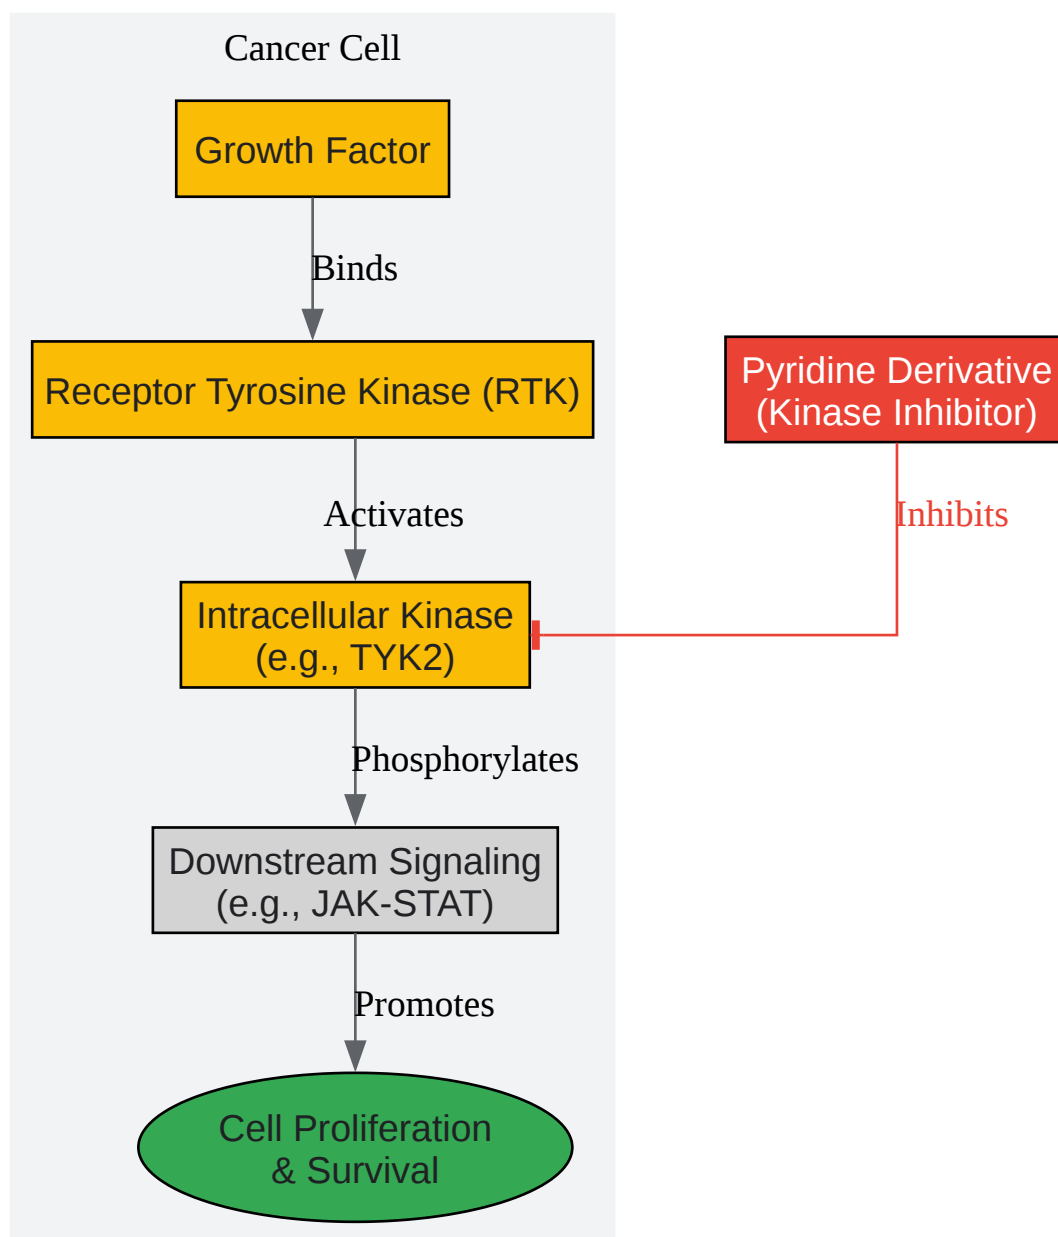 Cancer Cell
Growth Factor
Binds
Receptor Tyrosine Kinase (RTK)
Pyridine Derivative
(Kinase Inhibitor)
Activates
Inhibits
Intracellular Kinase
(e.g., TYK2)
Phosphorylates
Downstream Signaling
(e.g., JAK-STAT)
Promotes
Cell Proliferation
& Survival